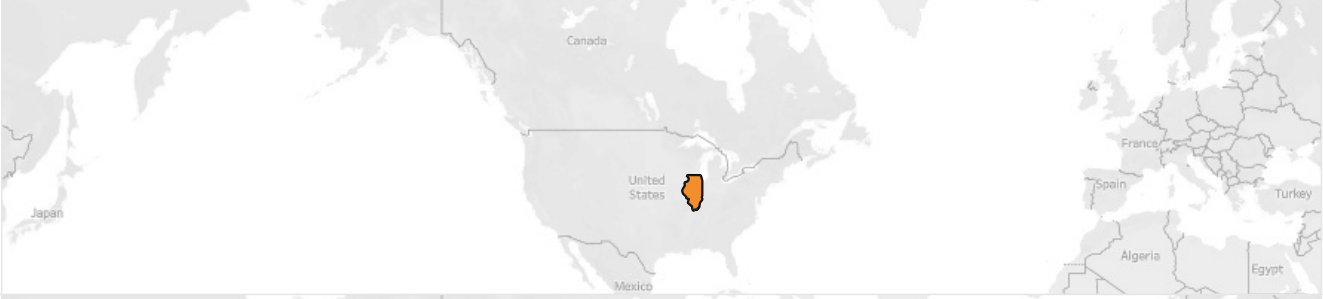 Canada
United
States
France
Spain
Turkey
Japan
Algeria
Egypt
Mexico